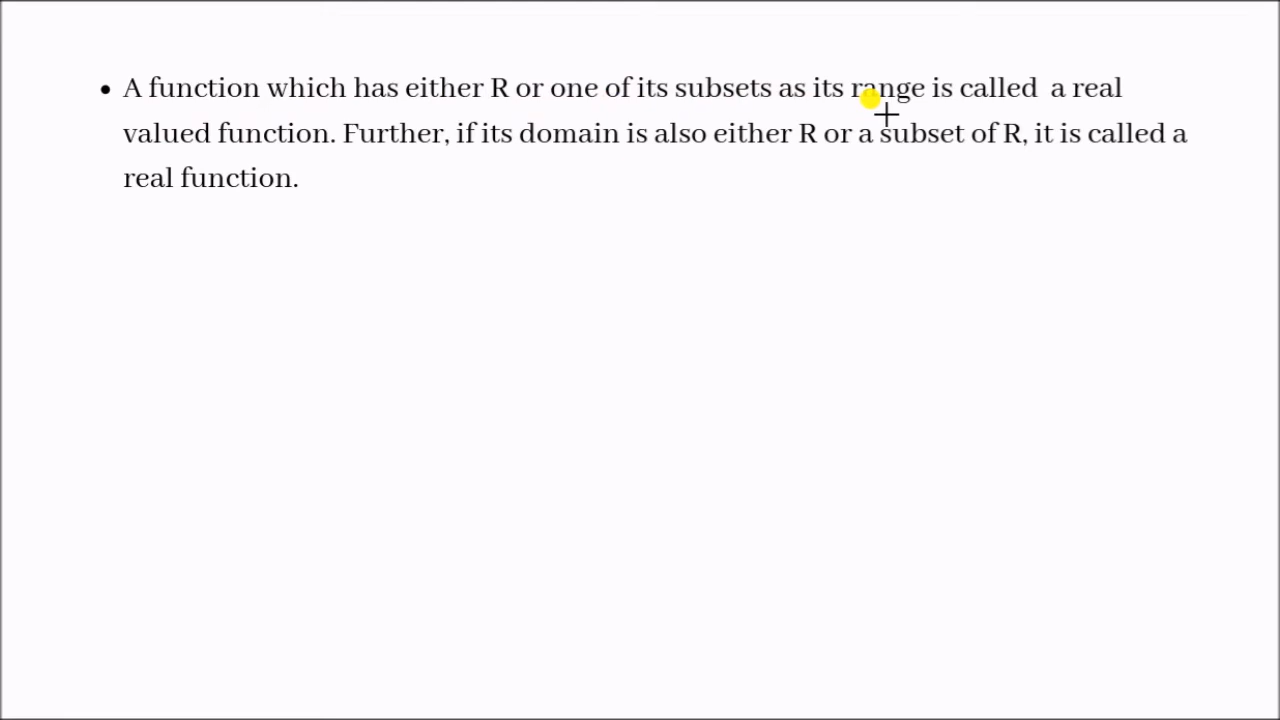 • A function which has either R or one of its subsets as its range is called  a real
valued function. Further, if its domain is also either R or a subset of R, it is called a
real function.